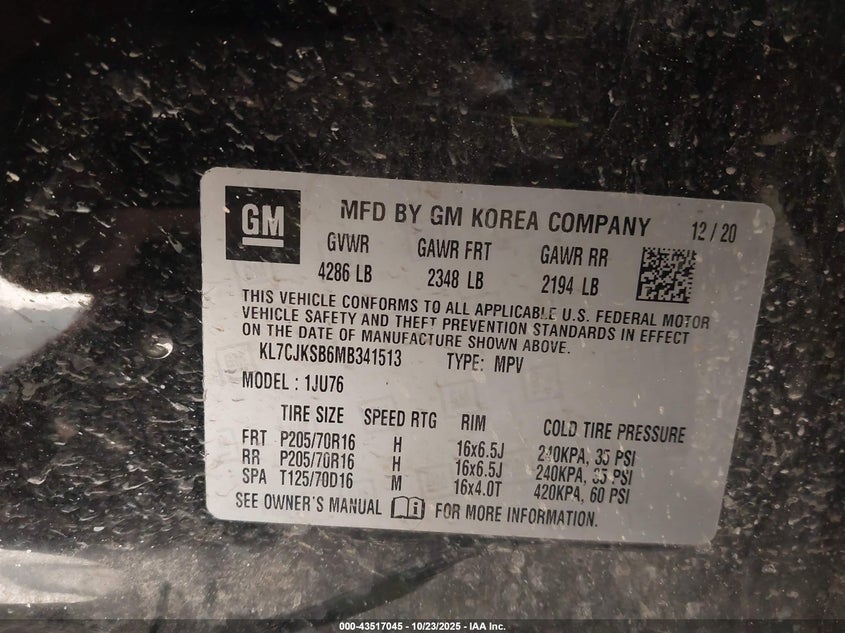 GM
MFD BY GM KOREA COMPANY 12 / 20
GVWR GAWR FRT GAWR RR
4286 LB 2348 LB 2194 LB
THIS VEHICLE CONFORMS TO ALL APPLICABLE U.S. FEDERAL MOTOR
VEHICLE SAFETY AND THEFT PREVENTION STANDARDS IN EFFECT
ON THE DATE OF MANUFACTURE SHOWN ABOVE.
KL7CJKSB6MB341513 TYPE: MPV
MODEL : 1JU76
TIRE SIZE SPEED RTG RIM COLD TIRE PRESSURE
FRT P205/70R16 H 16x6.5J 240KPA, 35 PSI
RR P205/70R16 H 16x6.5J 240KPA, 35 PSI
SPA T125/70D16 M 16x4.0T 420KPA, 60 PSI
SEE OWNER'S MANUAL FOR MORE INFORMATION.
000-43517045 - 10/23/2025 - IAA Inc.